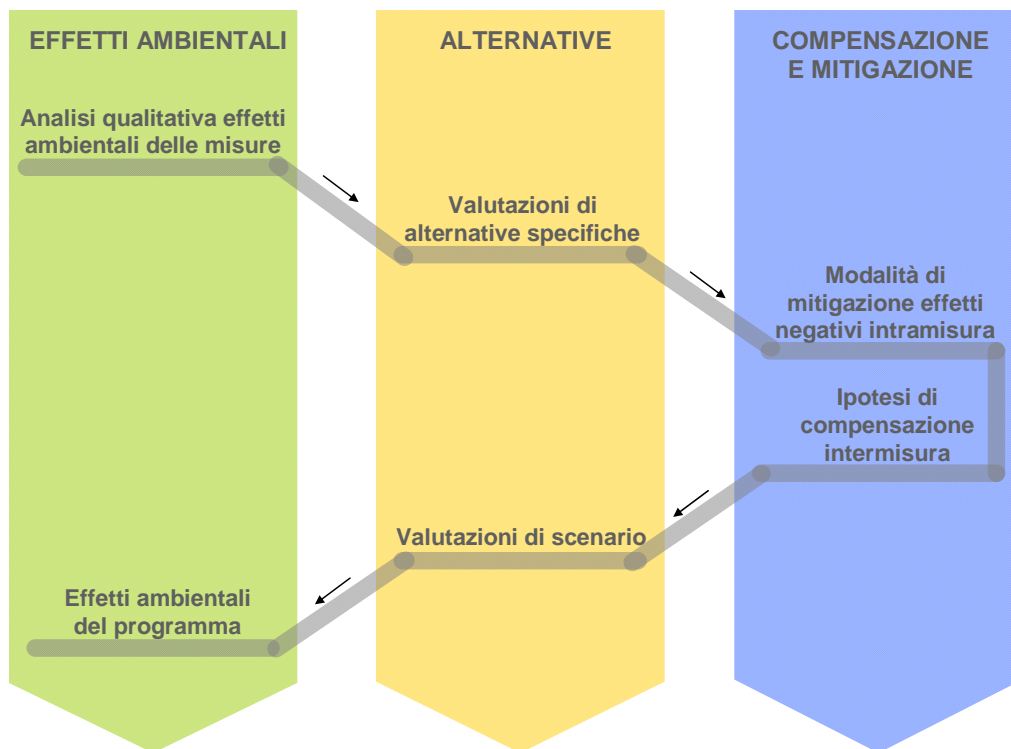 EFFETTI AMBIENTALI
ALTERNATIVE
COMPENSAZIONE
E MITIGAZIONE
Analisi qualitativa effetti
ambientali delle misure
Valutazioni di
alternative specifiche
Modalità di
mitigazione effetti
negativi intramisura
Ipotesi di
compensazione
intermisura
Valutazioni di scenario
Effetti ambientali
del programma